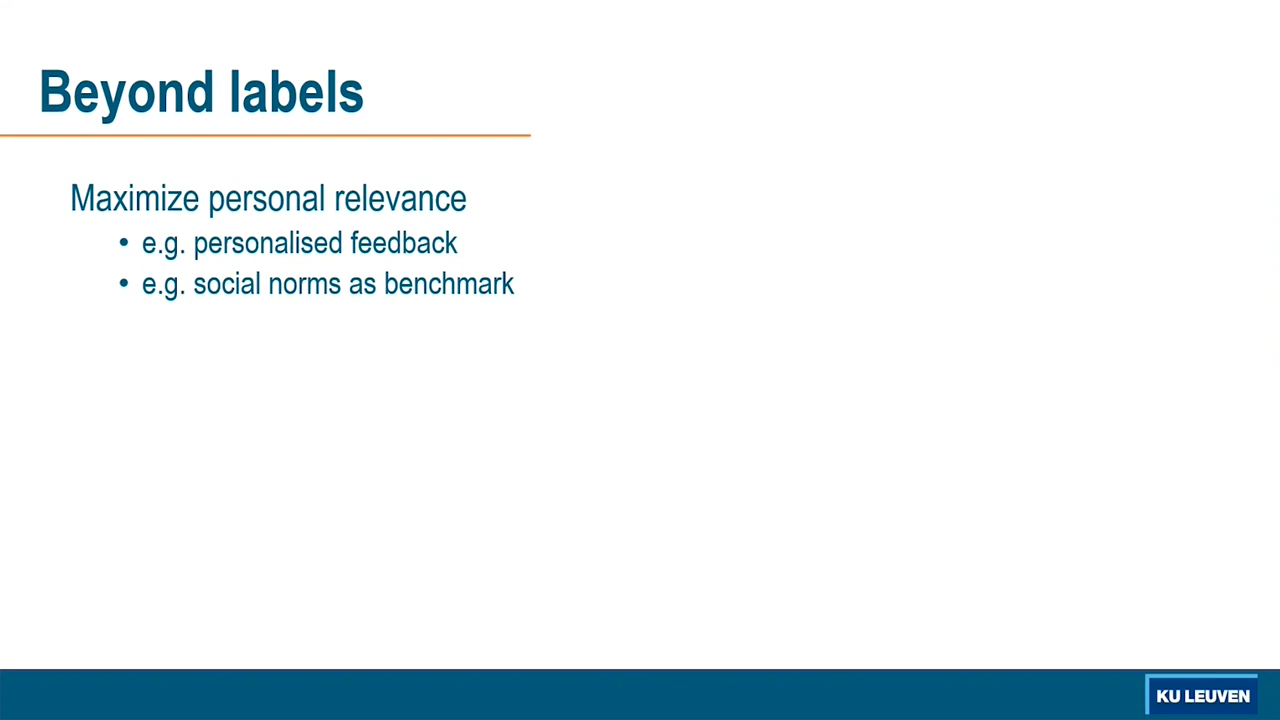 Beyond labels
Maximize personal relevance
• e.g. personalised feedback
• e.g. social norms as benchmark
KU LEUVEN